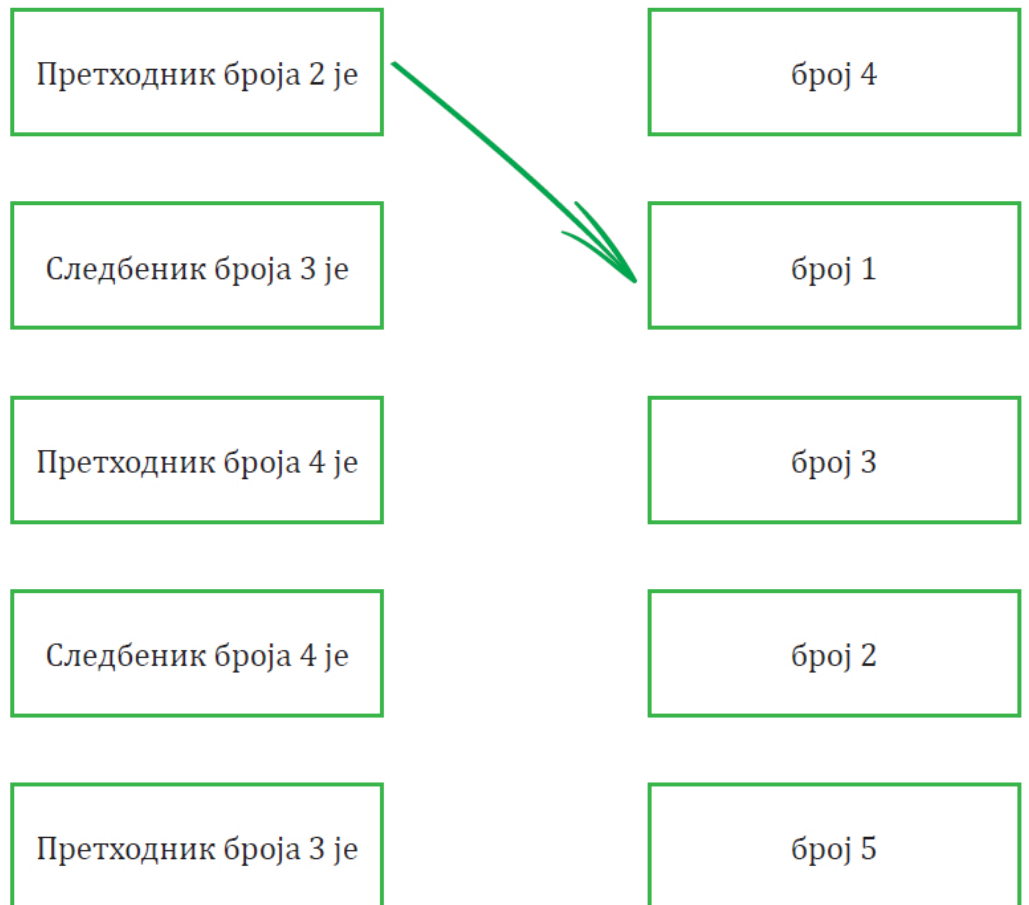 Претходник броја 2 је
број 4
Следбеник броја 3 је
број 1
Претходник броја 4 је
број 3
Следбеник броја 4 је
број 2
Претходник броја 3 је
број 5